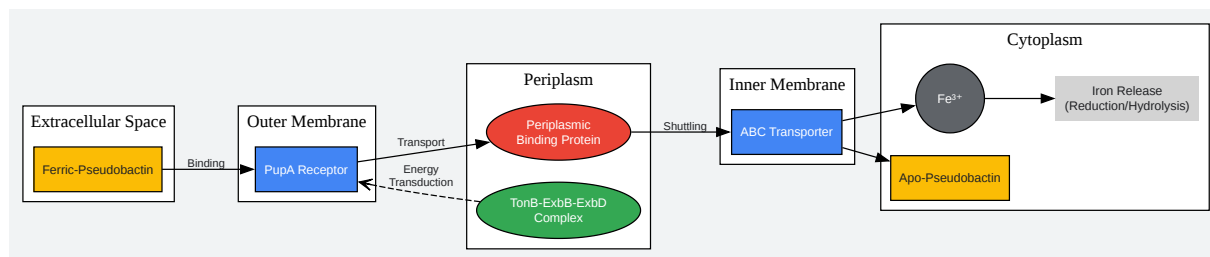 Extracellular Space
Ferric-Pseudobactin
Binding
Outer Membrane
PupA Receptor
Transport
Energy
Transduction
Periplasm
Periplasmic
Binding Protein
TonB-ExbB-ExbD
Complex
Shuttling
Inner Membrane
ABC Transporter
Cytoplasm
Fe³⁺
Iron Release
(Reduction/Hydrolysis)
Apo-Pseudobactin